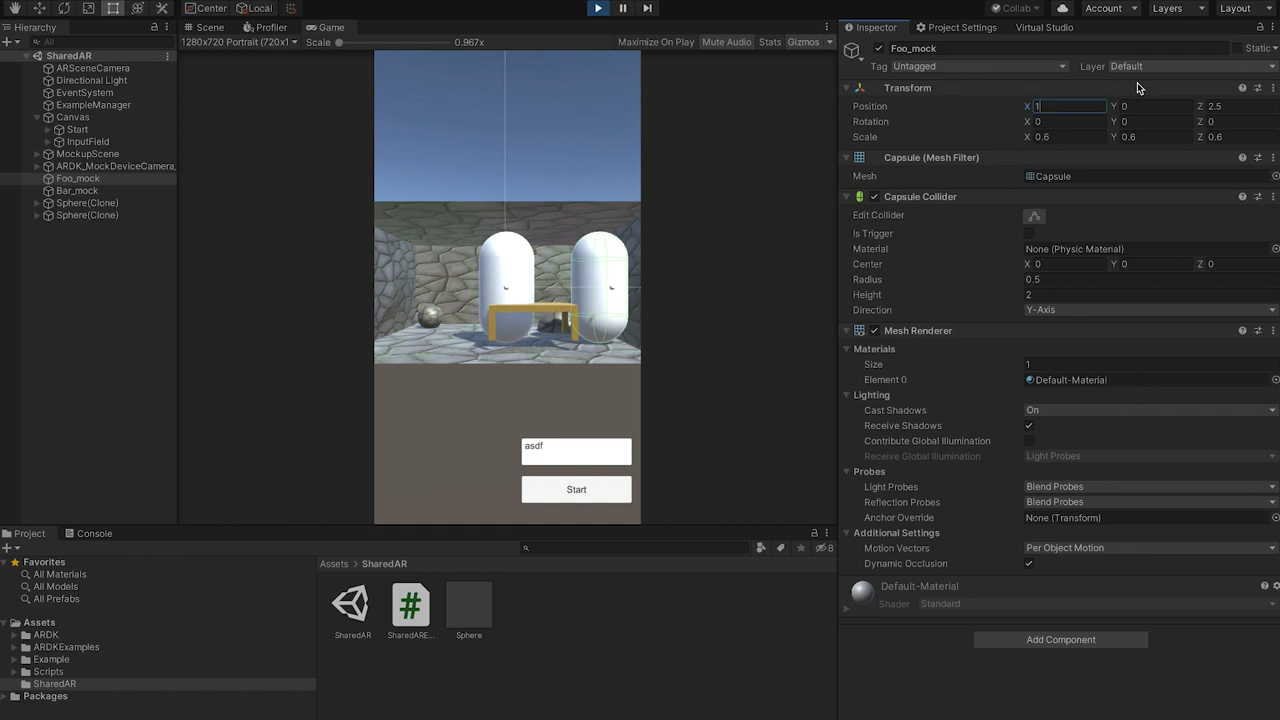 Center
Local
Collab
Account
Layers
Layout
Hierarchy
All
SharedAR
ARSceneCamera
Directional Light
EventSystem
ExampleManager
Canvas
Start
InputField
MockupScene
ARDK_MockDeviceCamera_
Foo_mock
Bar_mock
Sphere(Clone)
Sphere(Clone)
Scene
Profiler
Game
1280x720 Portrait (720x1
Scale
0.967x
Maximize On Play
Mute Audio
Stats
Gizmos
asdf
Start
Inspector
Project Settings
Virtual Studio
Foo_mock
Static
Tag Untagged
Layer Default
Transform
Position X 1 Y 0 Z 2.5
Rotation X 0 Y 0 Z 0
Scale X 0.6 Y 0.6 Z 0.6
Capsule (Mesh Filter)
Mesh Capsule
Capsule Collider
Edit Collider
Is Trigger
Material None (Physic Material)
Center X 0 Y 0 Z 0
Radius 0.5
Height 2
Direction Y-Axis
Mesh Renderer
Materials
Size 1
Element 0 Default-Material
Lighting
Cast Shadows On
Receive Shadows
Contribute Global Illumination
Receive Global Illumination Light Probes
Probes
Light Probes Blend Probes
Reflection Probes Blend Probes
Anchor Override None (Transform)
Additional Settings
Motion Vectors Per Object Motion
Dynamic Occlusion
Default-Material
Shader Standard
Add Component
Project
Console
8
Favorites
All Materials
All Models
All Prefabs
Assets
ARDK
ARDKExamples
Example
Scripts
SharedAR
Packages
Assets > SharedAR
SharedAR
SharedARE...
Sphere